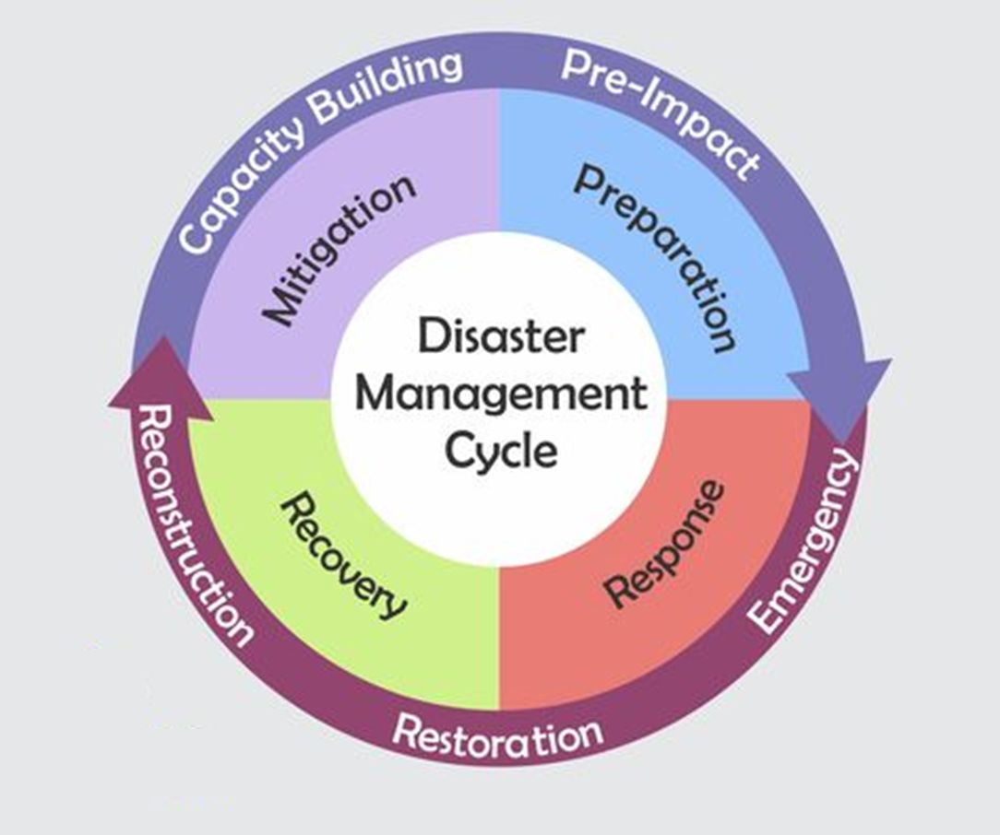 Capacity Building
Pre-Impact
Mitigation
Preparation
Disaster
Management
Cycle
Reconstruction
Recovery
Response
Emergency
Restoration